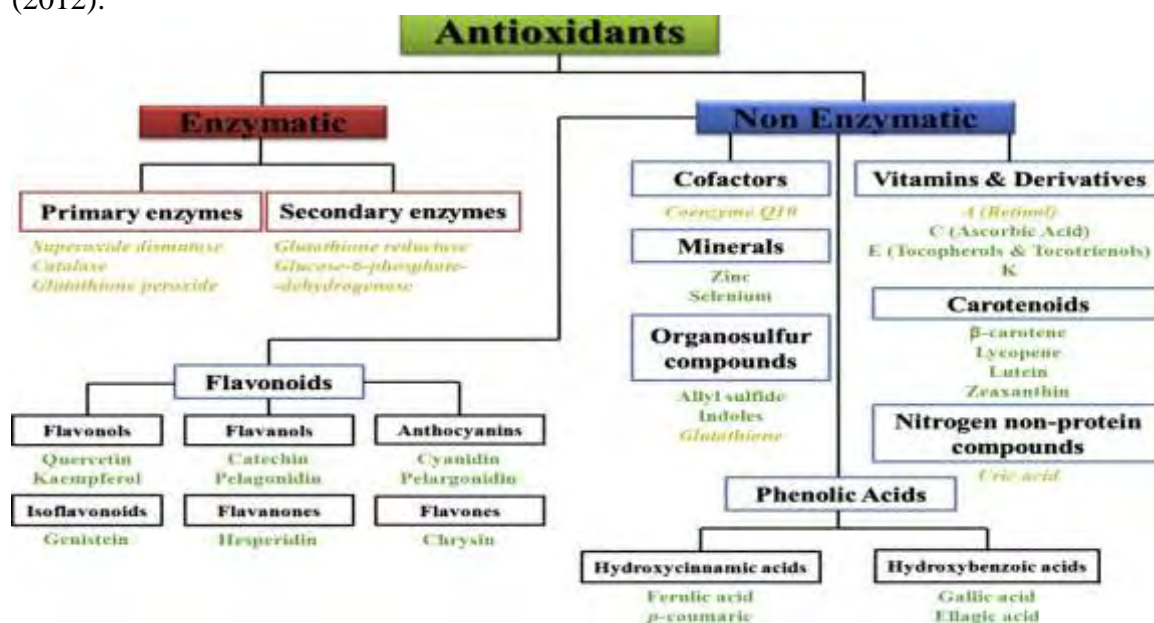 (2012).
Antioxidants
Enzymatic
Non Enzymatic
Primary enzymes
Superoxide dismutase
Catalase
Glutathione peroxide
Secondary enzymes
Glutathione reductase
Glucose-6-phosphate-
-dehydrogenase
Cofactors
Coenzyme Q10
Minerals
Zinc
Selenium
Organosulfur
compounds
Allyl sulfide
Indoles
Glutathione
Vitamins & Derivatives
A (Retinol)
C (Ascorbic Acid)
E (Tocopherols & Tocotrienols)
K
Carotenoids
β-carotene
Lycopene
Lutein
Zeaxanthin
Nitrogen non-protein
compounds
Uric acid
Flavonoids
Flavonols
Quercetin
Kaempferol
Flavanols
Catechin
Pelagonidin
Anthocyanins
Cyanidin
Pelargonidin
Isoflavonoids
Genistein
Flavanones
Hesperidin
Flavones
Chrysin
Phenolic Acids
Hydroxycinnamic acids
Ferulic acid
p-coumaric
Hydroxybenzoic acids
Gallic acid
Ellagic acid